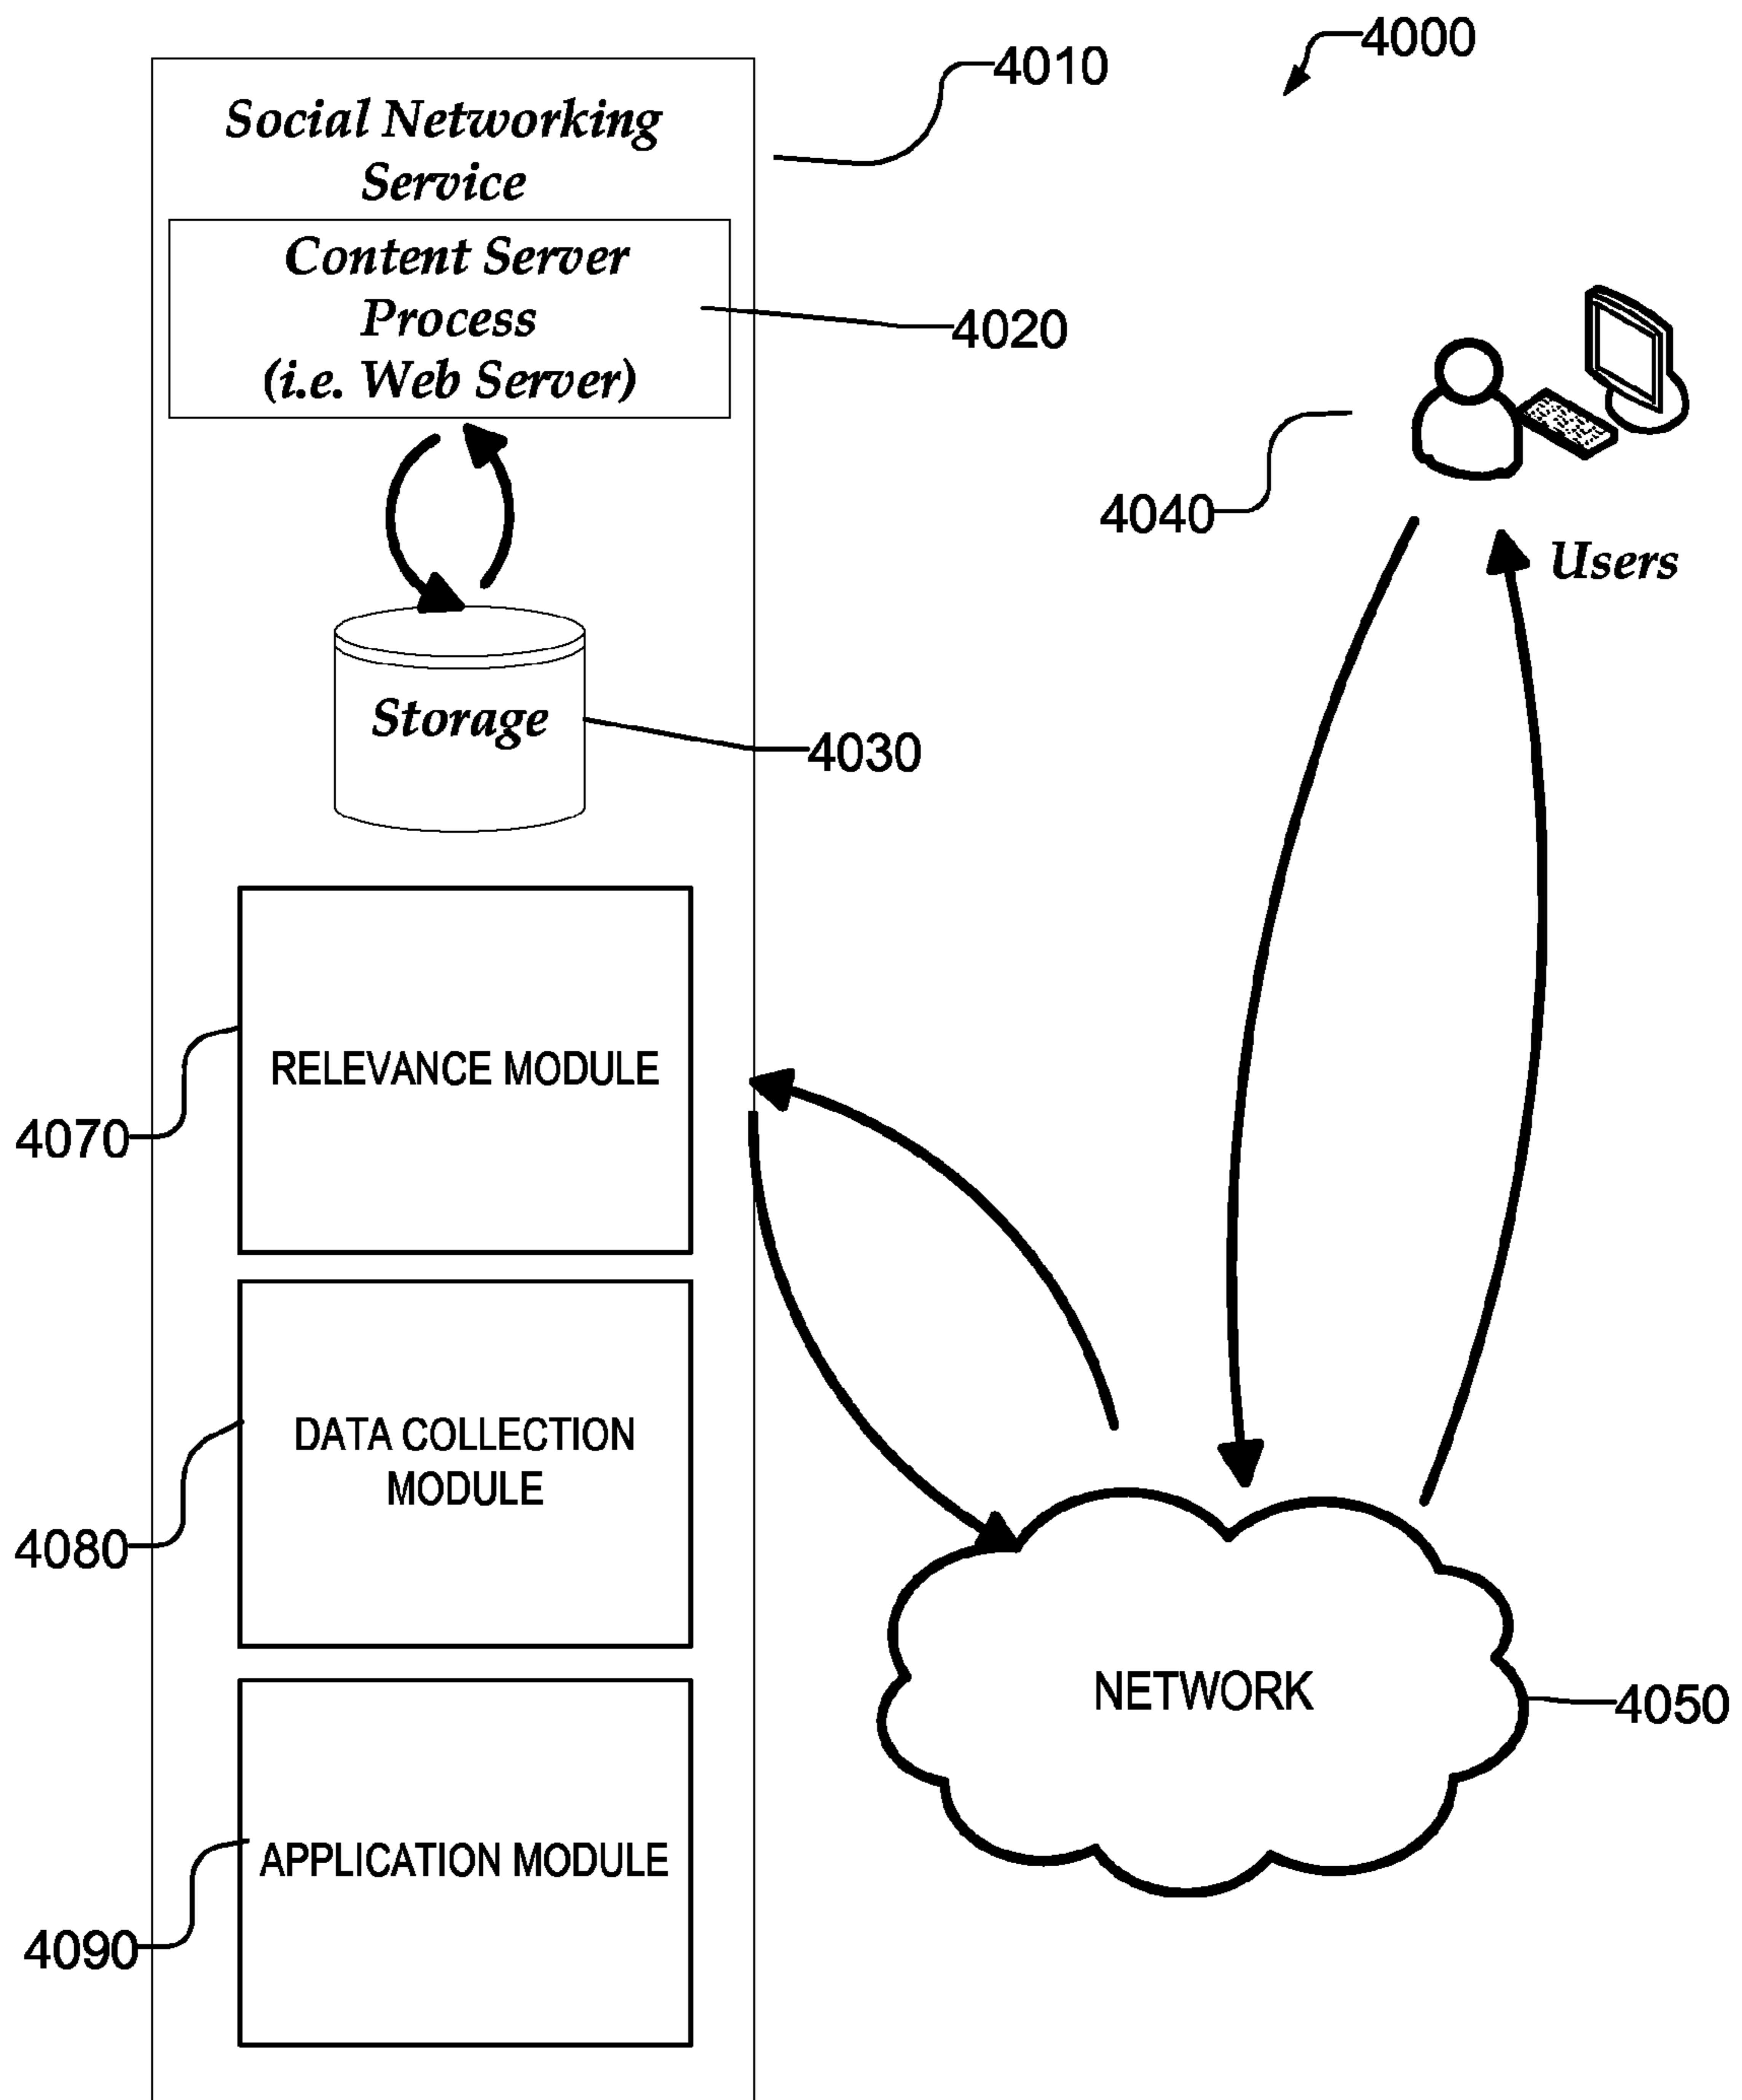 4000
4010
Social Networking
Service
Content Server
Process
(i.e. Web Server)
4020
4040
Users
Storage
4030
RELEVANCE MODULE
4070
DATA COLLECTION
MODULE
4080
NETWORK
4050
APPLICATION MODULE
4090